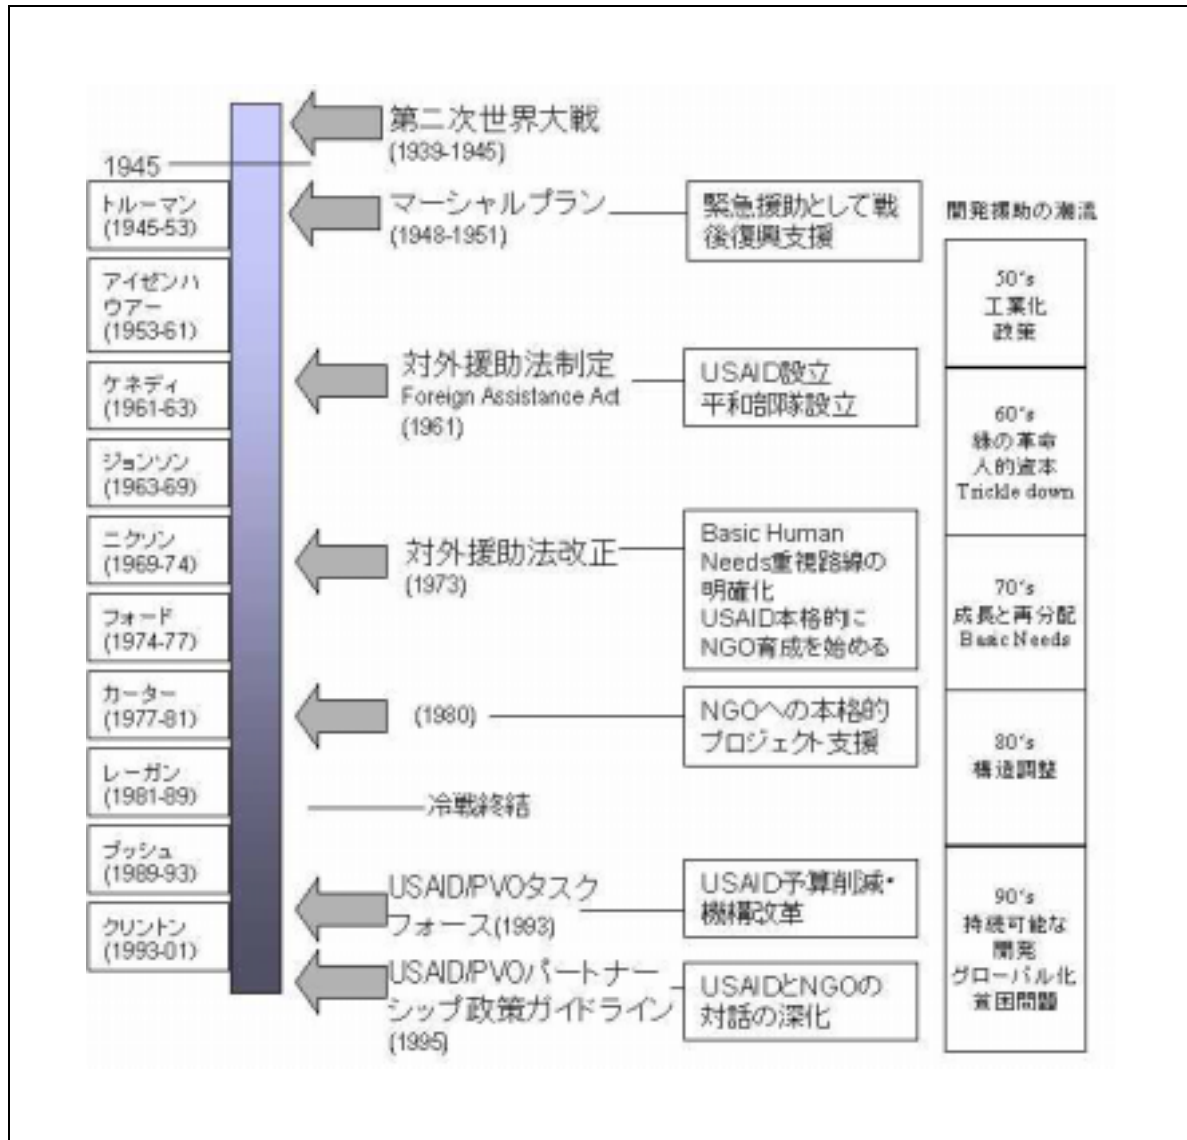 第二次世界大戦
(1939-1945)
1945
トルーマン
(1945-53)
アイゼンハ
ウアー
(1953-61)
ケネディ
(1961-63)
ジョンソン
(1963-69)
ニクソン
(1969-74)
フォード
(1974-77)
カーター
(1977-81)
レーガン
(1981-89)
ブッシュ
(1989-93)
クリントン
(1993-01)
マーシャルプラン
(1948-1951)
緊急援助として戦
後復興支援
対外援助法制定
Foreign Assistance Act
(1961)
USAID設立
平和部隊設立
対外援助法改正
(1973)
Basic Human
Needs重視路線の
明確化
USAID本格的に
NGO育成を始める
(1980)
NGOへの本格的
プロジェクト支援
冷戦終結
USAID/PVOタスク
フォース(1993)
USAID予算削減・
機構改革
USAID/PVOパートナー
シップ政策ガイドライン
(1995)
USAIDとNGOの
対話の深化
開発援助の潮流
50's
工業化
政策
60's
緑の革命
人的資本
Trickle down
70's
成長と再分配
Basic Needs
80's
構造調整
90's
持続可能な
開発
グローバル化
貧困問題